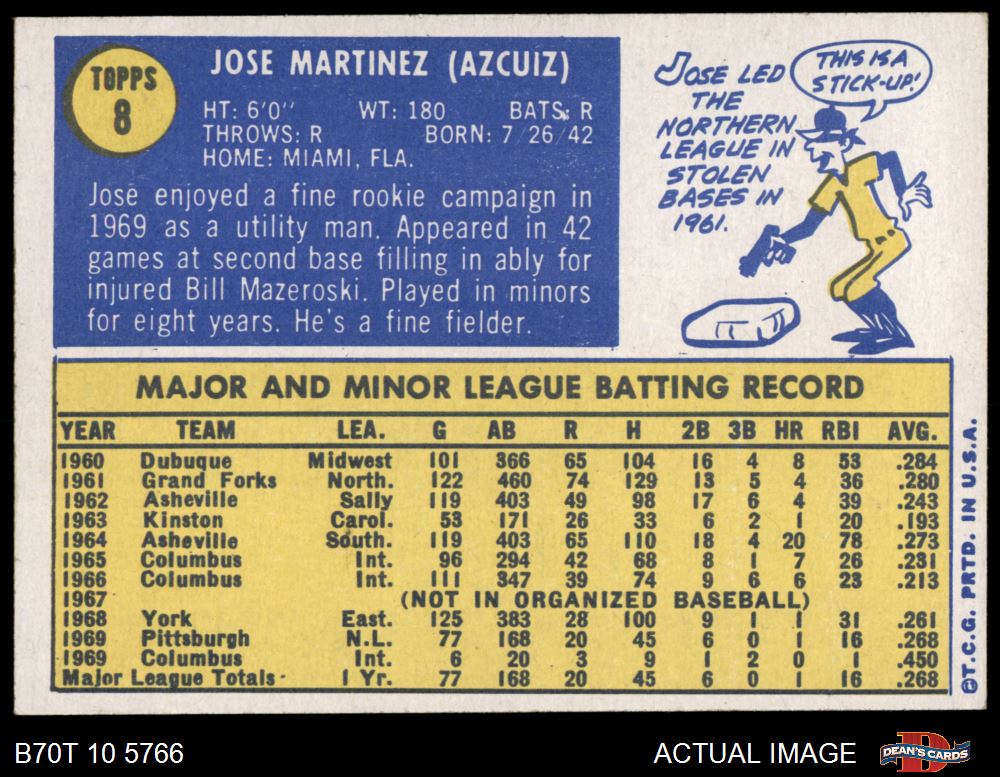 TOPPS
8
JOSE MARTINEZ (AZCUIZ)
HT: 6'0" WT: 180 BATS: R
THROWS: R BORN: 7/26/42
HOME: MIAMI, FLA.
Jose enjoyed a fine rookie campaign in
1969 as a utility man. Appeared in 42
games at second base filling in ably for
injured Bill Mazeroski. Played in minors
for eight years. He's a fine fielder.
JOSE LED
THE
NORTHERN
LEAGUE IN
STOLEN
BASES IN
1961.
THIS IS A
STICK-UP!
MAJOR AND MINOR LEAGUE BATTING RECORD
YEAR TEAM LEA. G AB R H 2B 3B HR RBI AVG.
1960 Dubuque Midwest 101 366 65 104 16 4 8 53 .284
1961 Grand Forks North. 122 460 74 129 13 5 4 36 .280
1962 Asheville Sally 119 403 49 98 17 6 4 39 .243
1963 Kinston Carol. 53 171 26 33 6 2 1 20 .193
1964 Asheville South. 119 403 65 110 18 4 20 78 .273
1965 Columbus Int. 96 294 42 68 8 1 7 26 .231
1966 Columbus Int. 111 347 39 74 9 6 6 23 .213
1967 (NOT IN ORGANIZED BASEBALL)
1968 York East. 125 383 28 100 9 1 1 31 .261
1969 Pittsburgh N.L. 77 168 20 45 6 0 1 16 .268
1969 Columbus Int. 6 20 3 9 1 2 0 1 .450
Major League Totals- 1 Yr. 77 168 20 45 6 0 1 16 .268
©T.C.G. PRTD. IN U.S.A.
B70T 10 5766
ACTUAL IMAGE
D
DEAN'S CARDS